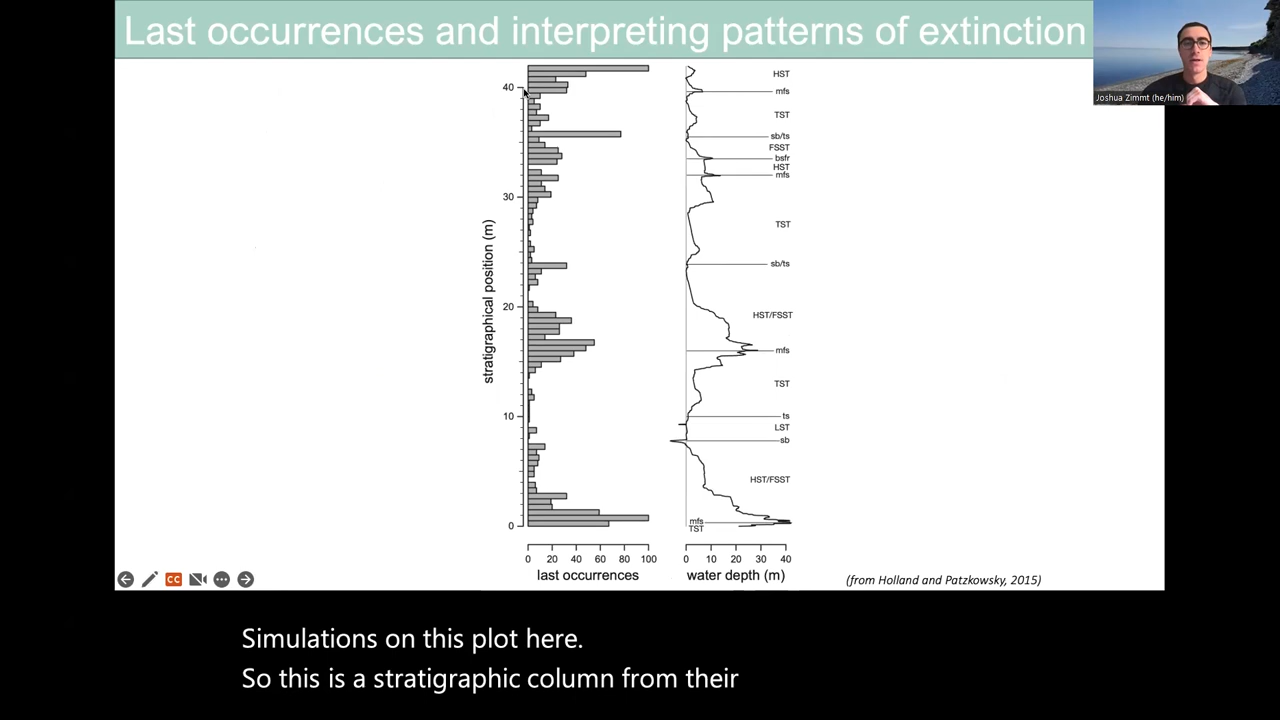 Last occurrences and interpreting patterns of extinction
Joshua Zimmt (he/him)
40
30
20
10
0
stratigraphical position (m)
0 20 40 60 80 100
last occurrences
HST
mfs
TST
sb/ts
FSST
bsfr
HST
mfs
TST
sb/ts
HST/FSST
mfs
TST
ts
LST
sb
HST/FSST
mfs
TST
0 10 20 30 40
water depth (m)
(from Holland and Patzkowsky, 2015)
CC
Simulations on this plot here.
So this is a stratigraphic column from their